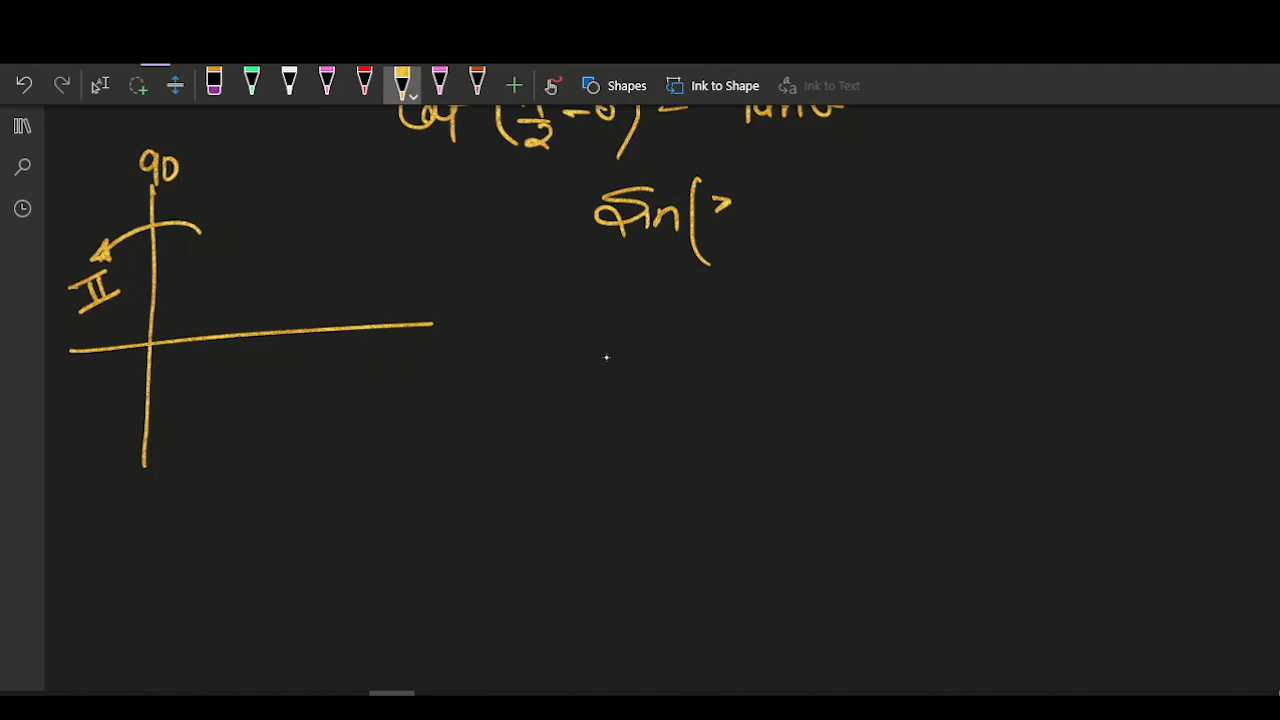 Shapes Ink to Shape Ink to Text
Cot (π/2 - θ) = tanθ
90
Sin(
II